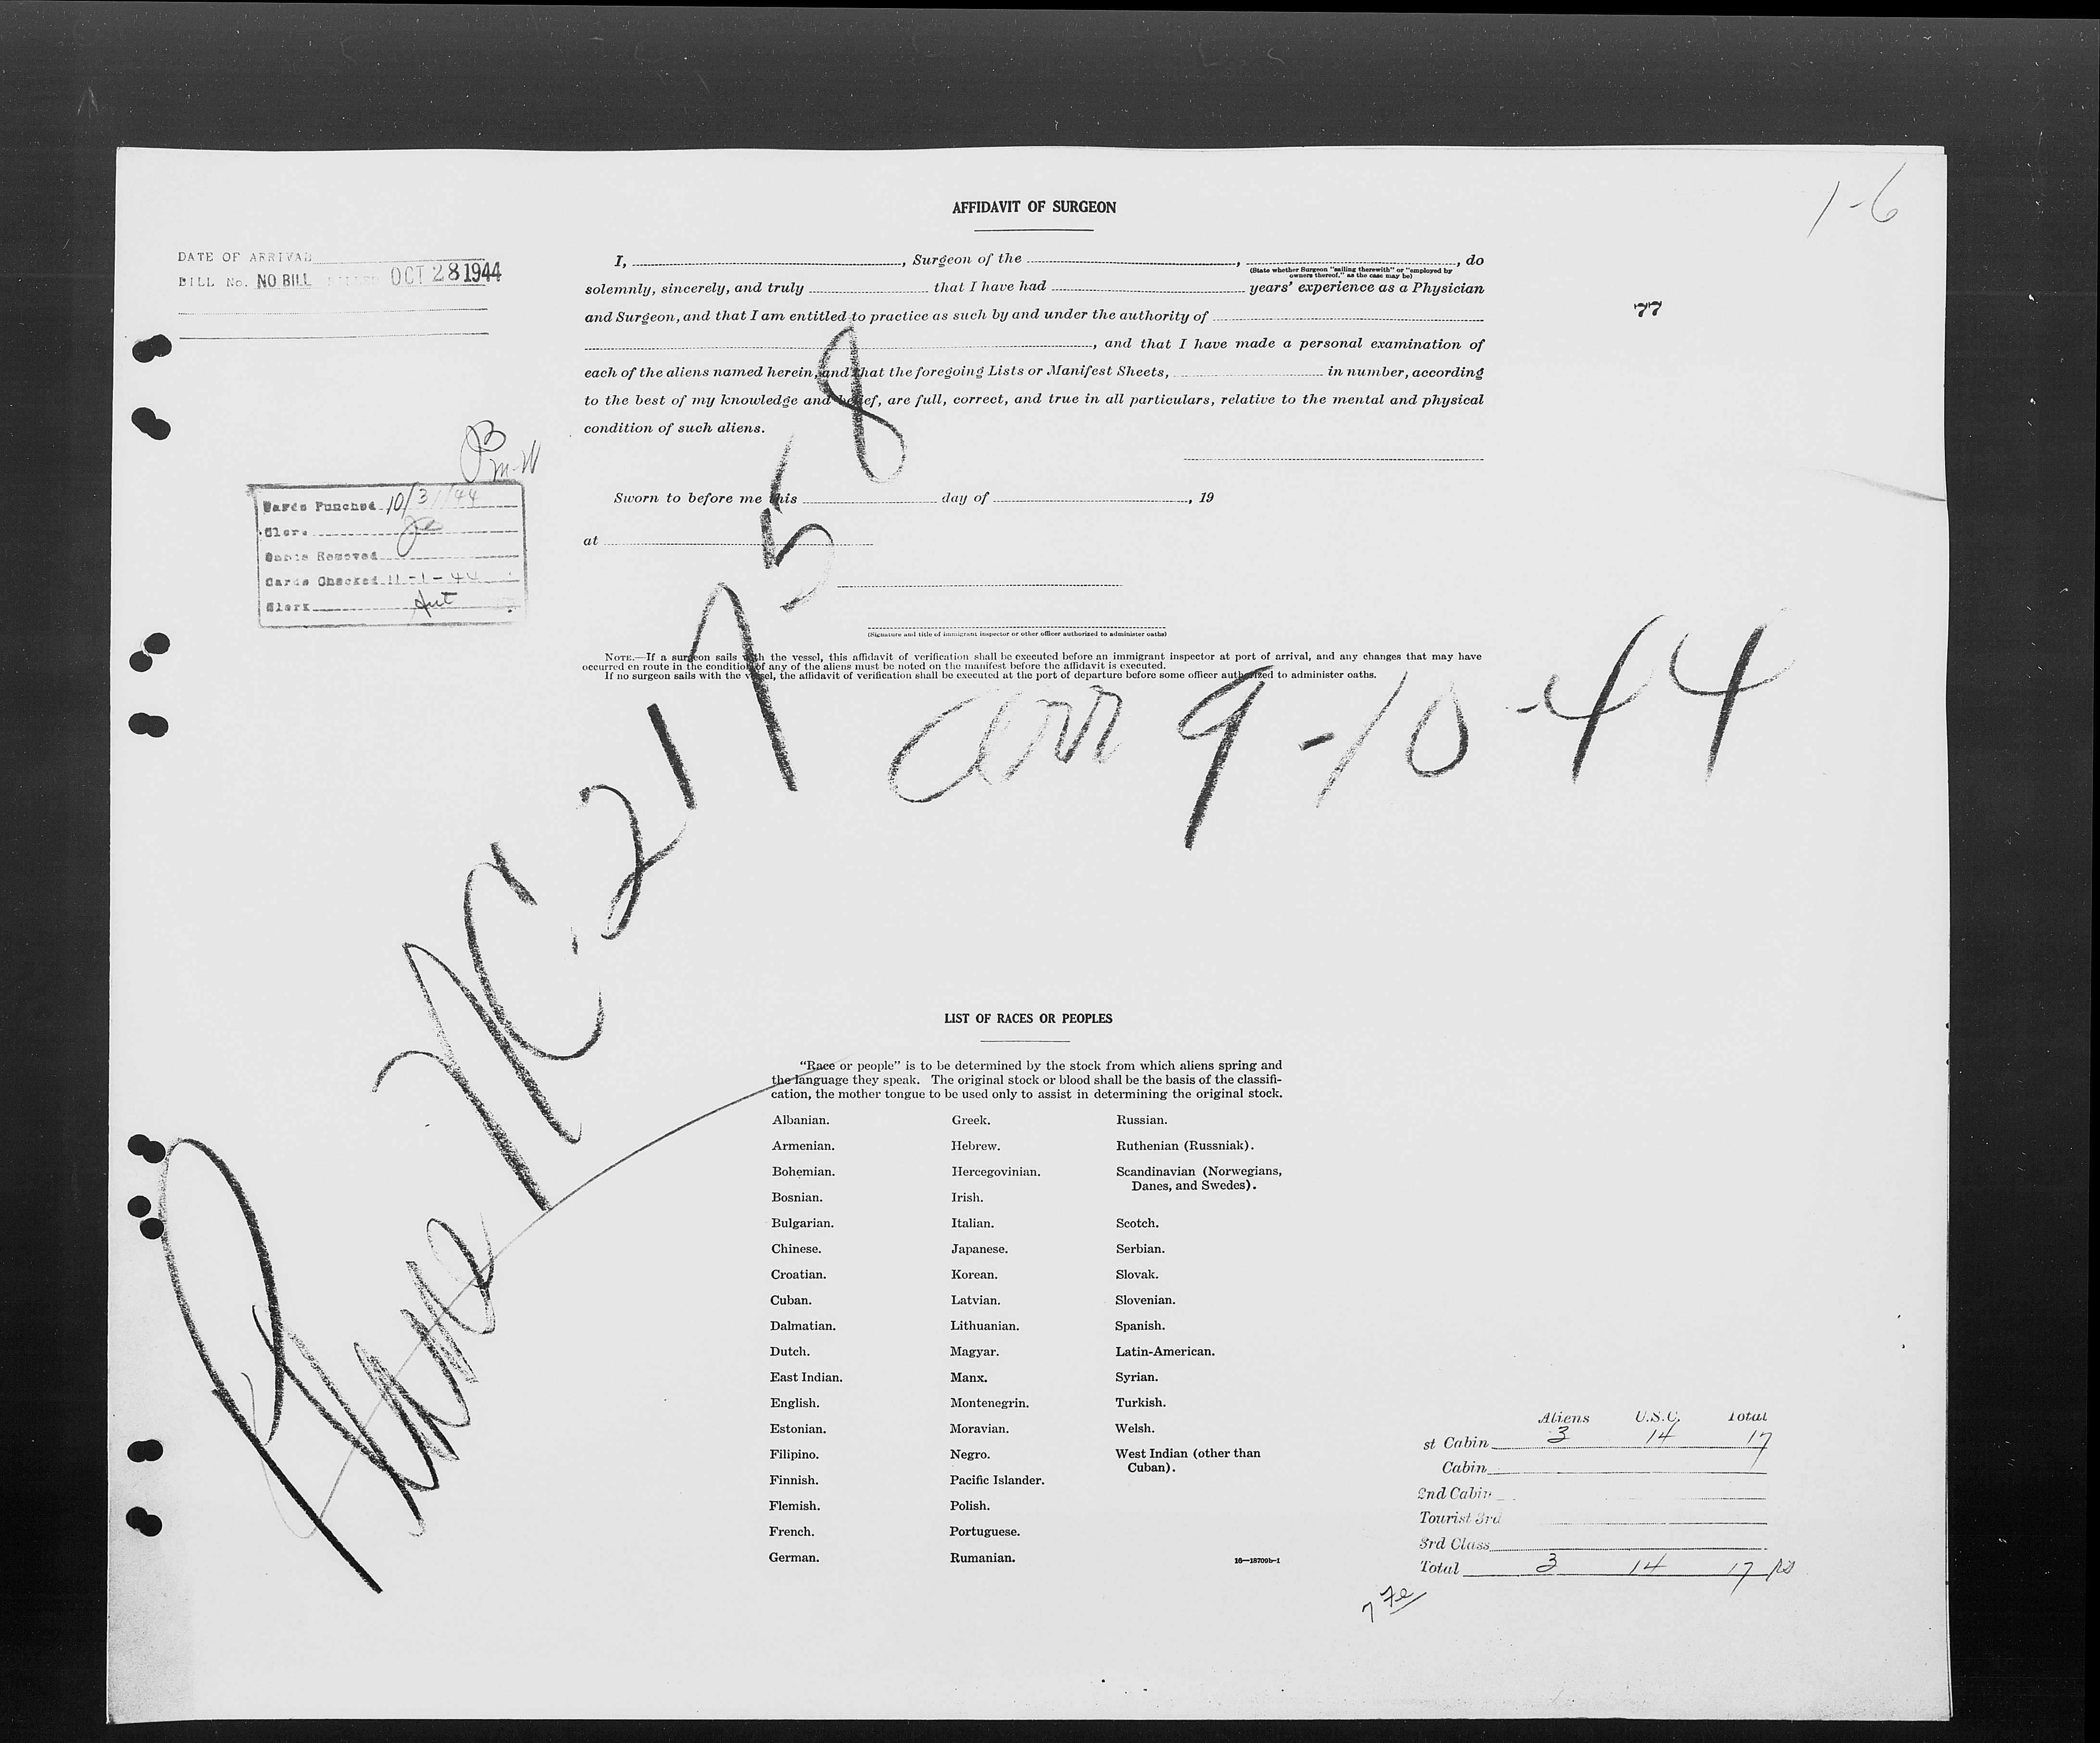 1-6
AFFIDAVIT OF SURGEON
DATE OF ARRIVAL
BILL No. NO BILL OCT 28 1944
I, , Surgeon of the , , do
(State whether Surgeon "sailing therewith" or "employed by owners thereof," as the case may be)
solemnly, sincerely, and truly that I have had years' experience as a Physician
and Surgeon, and that I am entitled to practice as such by and under the authority of
77
, and that I have made a personal examination of
each of the aliens named herein, and that the foregoing Lists or Manifest Sheets, in number, according
to the best of my knowledge and belief, are full, correct, and true in all particulars, relative to the mental and physical
condition of such aliens.
Cards Punched 10/31/44
Clerk
Cards Removed
Cards Checked 11-1-44
Clerk
Sworn to before me this day of , 19
at
(Signature and title of immigrant inspector or other officer authorized to administer oaths)
NOTE.—If a surgeon sails with the vessel, this affidavit of verification shall be executed before an immigrant inspector at port of arrival, and any changes that may have
occurred en route in the condition of any of the aliens must be noted on the manifest before the affidavit is executed.
If no surgeon sails with the vessel, the affidavit of verification shall be executed at the port of departure before some officer authorized to administer oaths.
Plane NC-21758
arr 9-10-44
LIST OF RACES OR PEOPLES
"Race or people" is to be determined by the stock from which aliens spring and
the language they speak. The original stock or blood shall be the basis of the classifi-
cation, the mother tongue to be used only to assist in determining the original stock.
Albanian. Greek. Russian.
Armenian. Hebrew. Ruthenian (Russniak).
Bohemian. Hercegovinian. Scandinavian (Norwegians,
Danes, and Swedes).
Bosnian. Irish.
Bulgarian. Italian. Scotch.
Chinese. Japanese. Serbian.
Croatian. Korean. Slovak.
Cuban. Latvian. Slovenian.
Dalmatian. Lithuanian. Spanish.
Dutch. Magyar. Latin-American.
East Indian. Manx. Syrian.
English. Montenegrin. Turkish.
Estonian. Moravian. Welsh.
Filipino. Negro. West Indian (other than
Cuban).
Finnish. Pacific Islander.
Flemish. Polish.
French. Portuguese.
German. Rumanian.
16—18709b-1
Aliens U.S.C. Total
st Cabin 3 14 17
Cabin
2nd Cabin
Tourist 3rd
3rd Class
Total 3 14 17